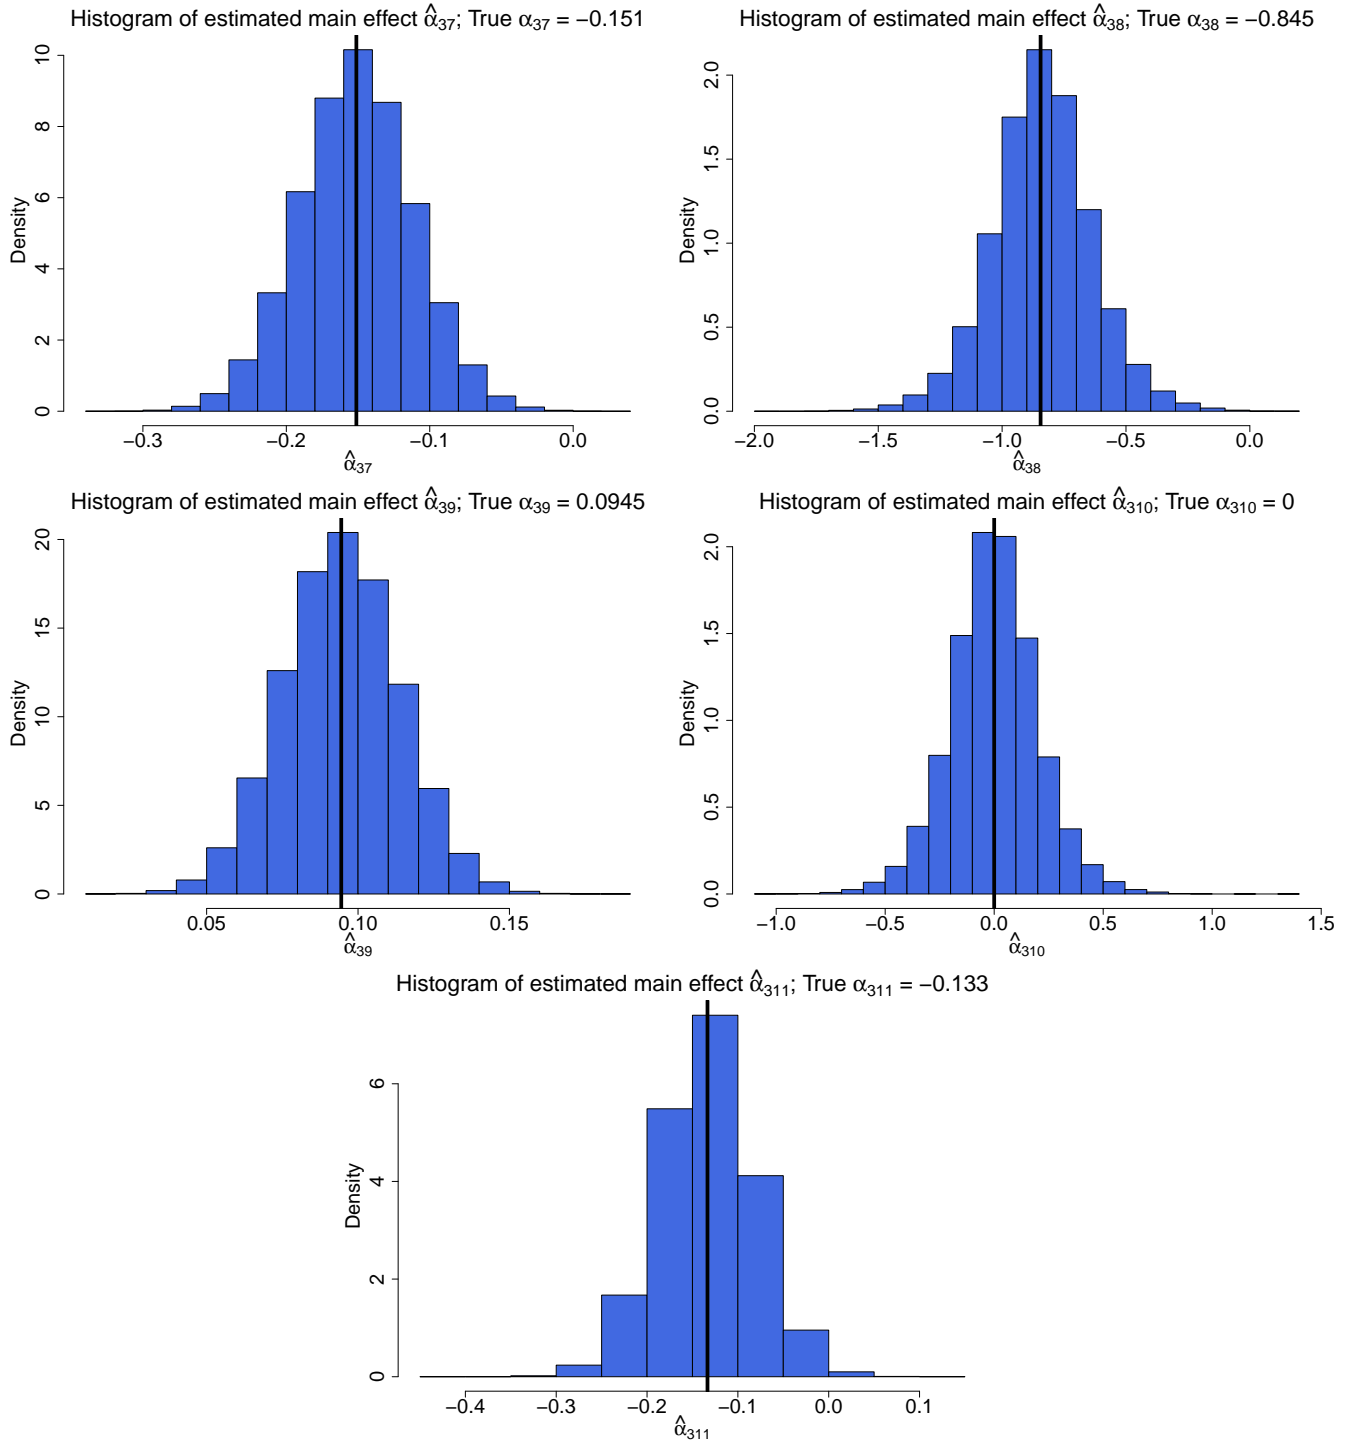 Histogram of estimated main effect α̂₃₇; True α₃₇ = −0.151
Density
0 2 4 6 8 10
−0.3 −0.2 −0.1 0.0
α̂₃₇
Histogram of estimated main effect α̂₃₈; True α₃₈ = −0.845
Density
0.0 0.5 1.0 1.5 2.0
−2.0 −1.5 −1.0 −0.5 0.0
α̂₃₈
Histogram of estimated main effect α̂₃₉; True α₃₉ = 0.0945
Density
0 5 10 15 20
0.05 0.10 0.15
α̂₃₉
Histogram of estimated main effect α̂₃₁₀; True α₃₁₀ = 0
Density
0.0 0.5 1.0 1.5 2.0
−1.0 −0.5 0.0 0.5 1.0 1.5
α̂₃₁₀
Histogram of estimated main effect α̂₃₁₁; True α₃₁₁ = −0.133
Density
0 2 4 6
−0.4 −0.3 −0.2 −0.1 0.0 0.1
α̂₃₁₁